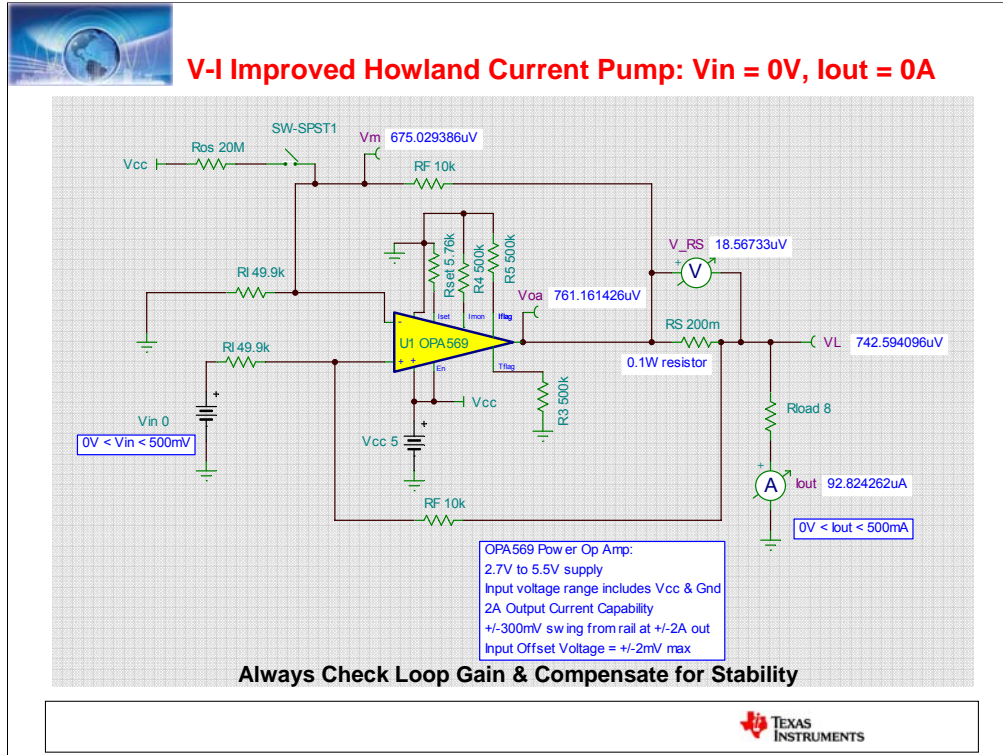 V-I Improved Howland Current Pump: Vin = 0V, Iout = 0A
SW-SPST1
Vm 675.029386uV
Ros 20M
Vcc
RF 10k
Rset 5.76k
R4 500k
R5 500k
V_RS 18.56733uV
+
V
RI 49.9k
Voa 761.161426uV
Iset
Imon
Iflag
RS 200m
-
U1 OPA569
VL 742.594096uV
RI 49.9k
+ +
En
Tflag
0.1W resistor
+
Vcc
R3 500k
Rload 8
Vin 0
0V < Vin < 500mV
+
Vcc 5
+
A
Iout 92.824262uA
RF 10k
0V < Iout < 500mA
OPA569 Power Op Amp:
2.7V to 5.5V supply
Input voltage range includes Vcc & Gnd
2A Output Current Capability
+/-300mV swing from rail at +/-2A out
Input Offset Voltage = +/-2mV max
Always Check Loop Gain & Compensate for Stability
TEXAS
INSTRUMENTS